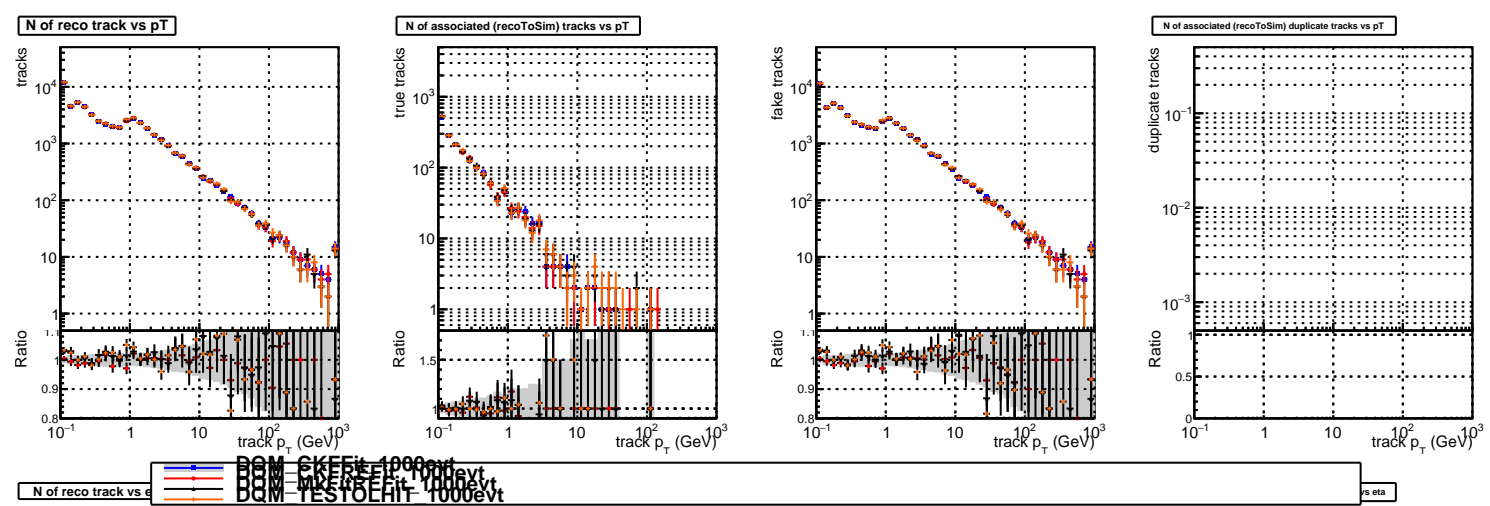 N of reco track vs pT
N of associated (recoToSim) tracks vs pT
N of associated (recoToSim) duplicate tracks vs pT
tracks
10^4
10^3
10^2
10
1
Ratio
1.1
1
0.9
0.8
10^-1 1 10 10^2 10^3
track p_T (GeV)
true tracks
10^3
10^2
10
1
Ratio
1.5
1
10^-1 1 10 10^2 10^3
track p_T (GeV)
fake tracks
10^4
10^3
10^2
10
1
Ratio
1.1
1
0.9
0.8
10^-1 1 10 10^2 10^3
track p_T (GeV)
duplicate tracks
10^-1
10^-2
10^-3
Ratio
1
0.5
0
10^-1 1 10 10^2 10^3
track p_T (GeV)
DQM_CKFFit_1000evt
DQM_CKFREFit_1000evt
DQM_MKFitREFit_1000evt
DQM_TESTOLHIT_1000evt
N of reco track vs e
vs eta